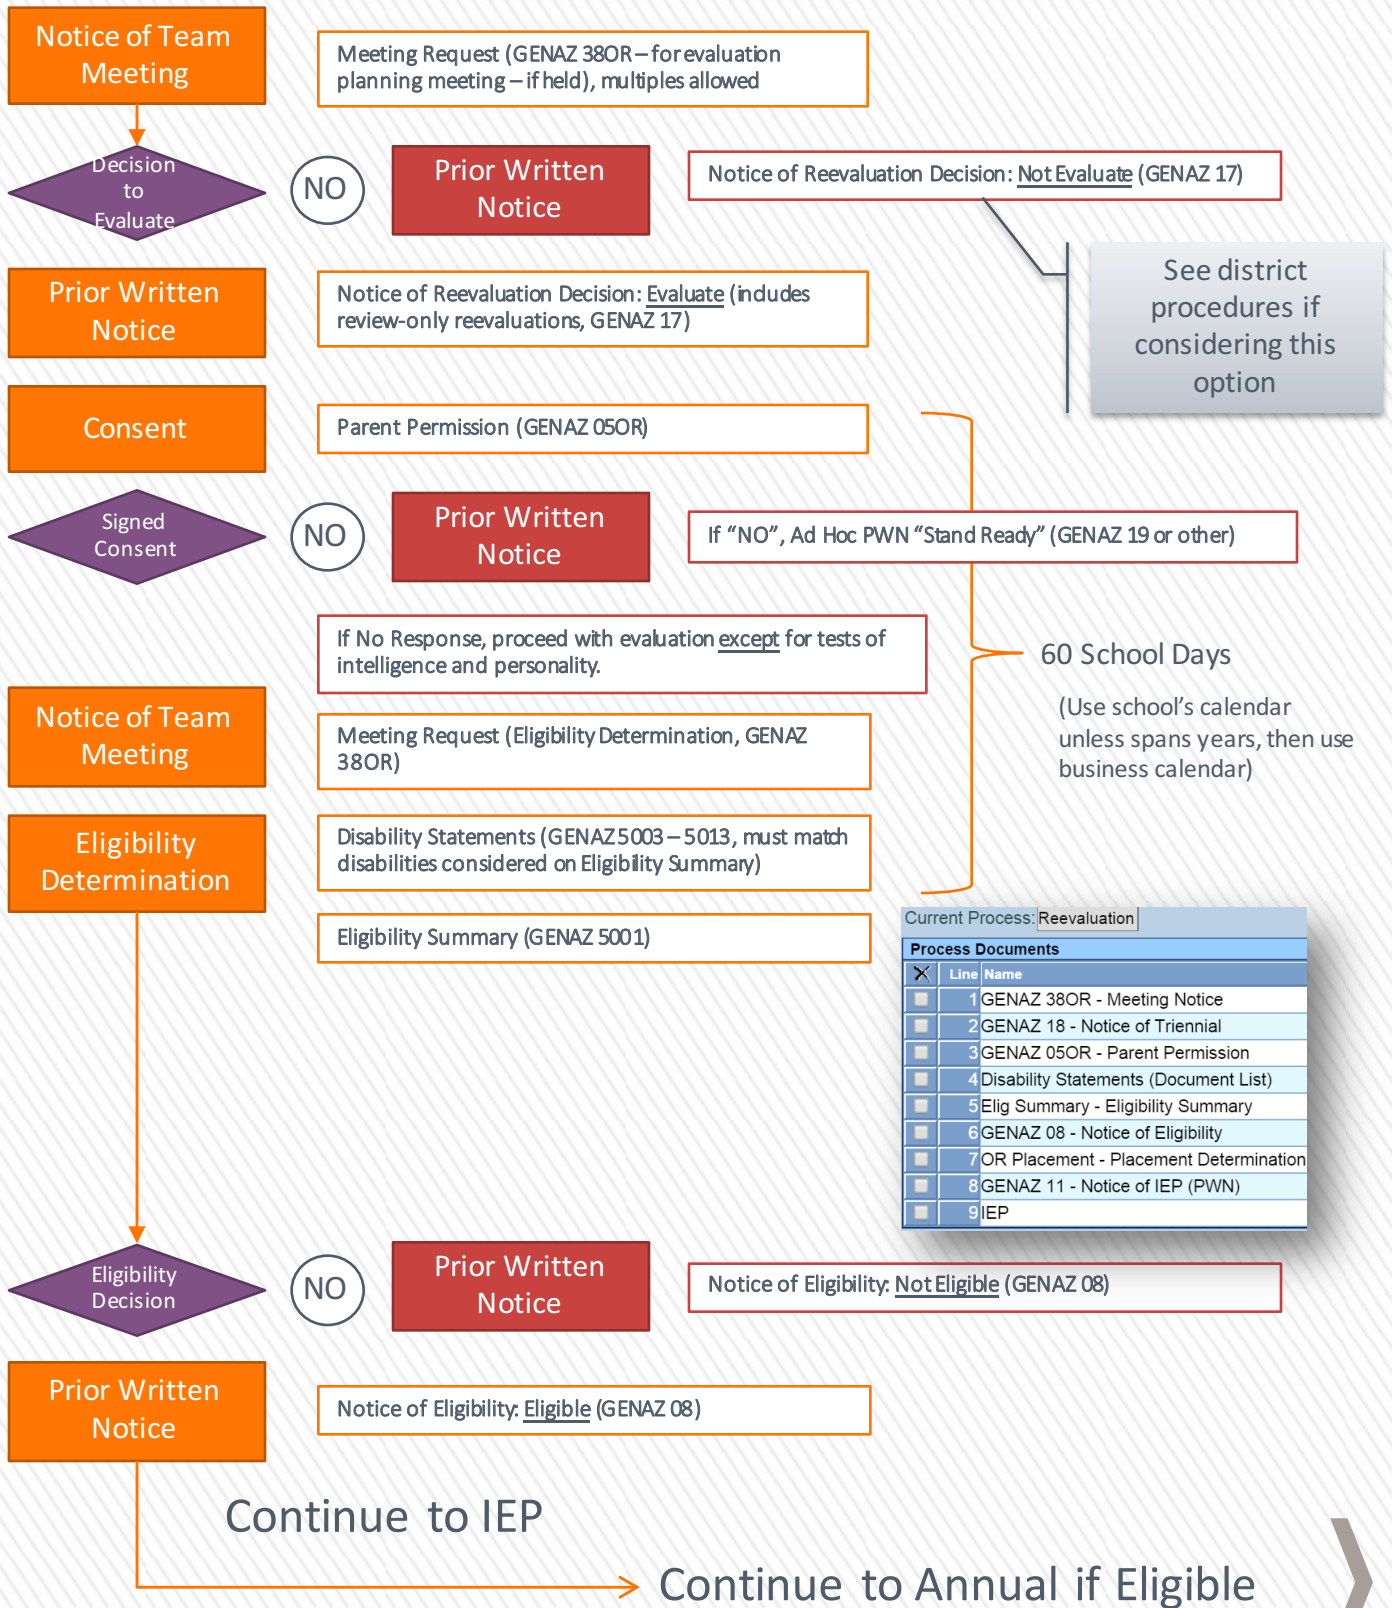 Notice of Team
Meeting
Meeting Request (GENAZ 38OR – for evaluation
planning meeting – if held), multiples allowed
Decision
to
Evaluate
NO
Prior Written
Notice
Notice of Reevaluation Decision: Not Evaluate (GENAZ 17)
See district
procedures if
considering this
option
Prior Written
Notice
Notice of Reevaluation Decision: Evaluate (includes
review-only reevaluations, GENAZ 17)
Consent
Parent Permission (GENAZ 05OR)
Signed
Consent
NO
Prior Written
Notice
If “NO”, Ad Hoc PWN “Stand Ready” (GENAZ 19 or other)
If No Response, proceed with evaluation except for tests of
intelligence and personality.
60 School Days
(Use school’s calendar
unless spans years, then use
business calendar)
Notice of Team
Meeting
Meeting Request (Eligibility Determination, GENAZ
38OR)
Eligibility
Determination
Disability Statements (GENAZ 5003 – 5013, must match
disabilities considered on Eligibility Summary)
Eligibility Summary (GENAZ 5001)
Current Process: Reevaluation
Process Documents
X Line Name
1 GENAZ 38OR - Meeting Notice
2 GENAZ 18 - Notice of Triennial
3 GENAZ 05OR - Parent Permission
4 Disability Statements (Document List)
5 Elig Summary - Eligibility Summary
6 GENAZ 08 - Notice of Eligibility
7 OR Placement - Placement Determination
8 GENAZ 11 - Notice of IEP (PWN)
9 IEP
Eligibility
Decision
NO
Prior Written
Notice
Notice of Eligibility: Not Eligible (GENAZ 08)
Prior Written
Notice
Notice of Eligibility: Eligible (GENAZ 08)
Continue to IEP
Continue to Annual if Eligible